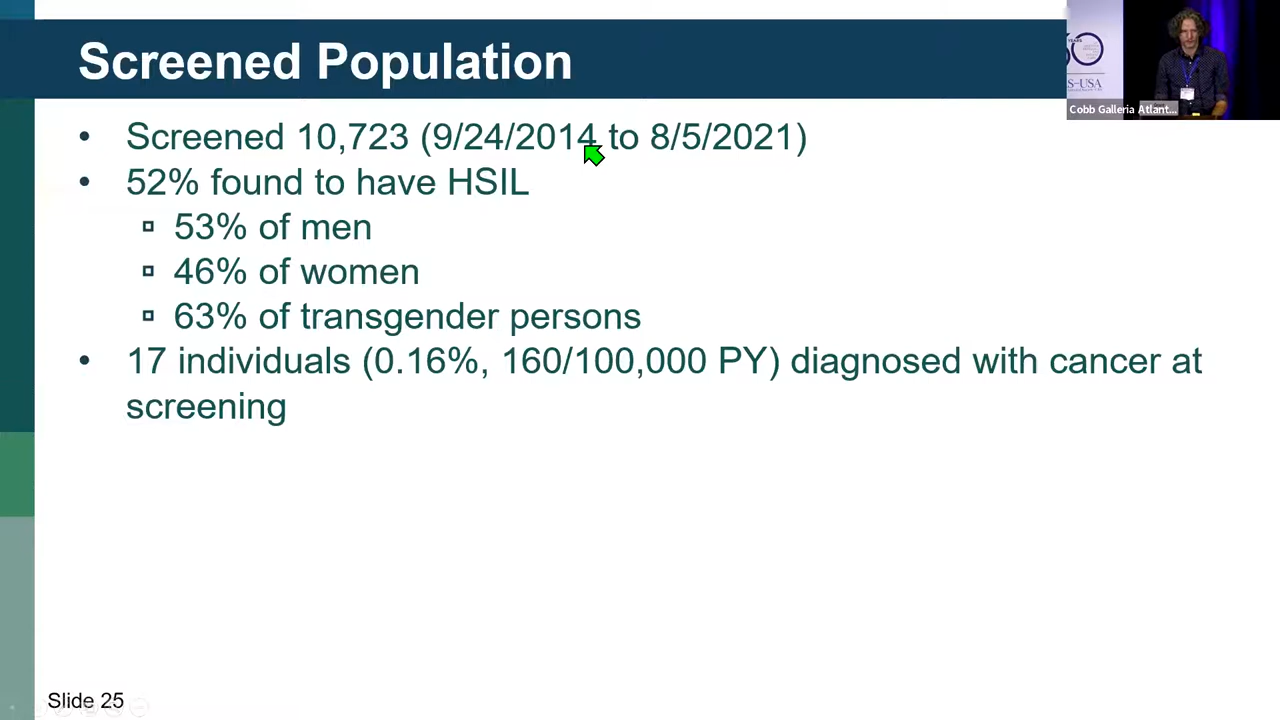 Screened Population
• Screened 10,723 (9/24/2014 to 8/5/2021)
• 52% found to have HSIL
▫ 53% of men
▫ 46% of women
▫ 63% of transgender persons
• 17 individuals (0.16%, 160/100,000 PY) diagnosed with cancer at
screening
Slide 25
S-USA
Cobb Galleria Atlant...